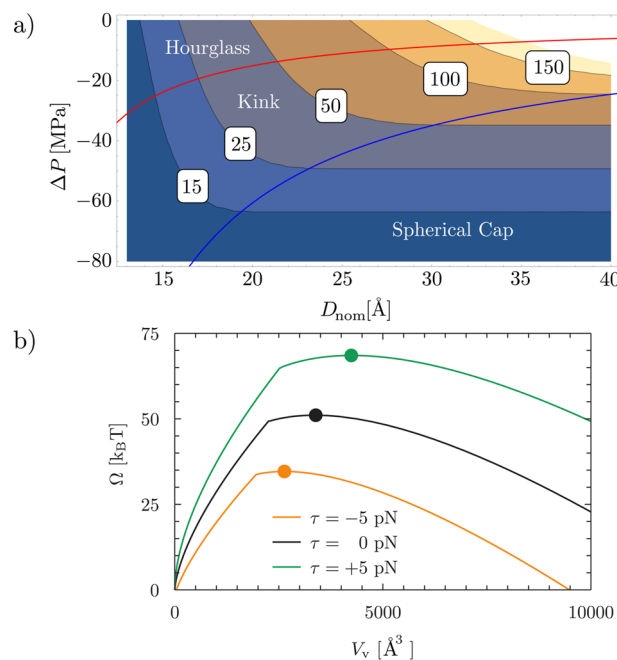 a)
Hourglass
Kink
Spherical Cap
15
25
50
100
150
0
−20
−40
−60
−80
ΔP [MPa]
15 20 25 30 35 40
D_nom[Å]
b)
75
50
25
0
Ω [k_BT]
τ = −5 pN
τ = 0 pN
τ = +5 pN
0 5000 10000
V_v [Å³]